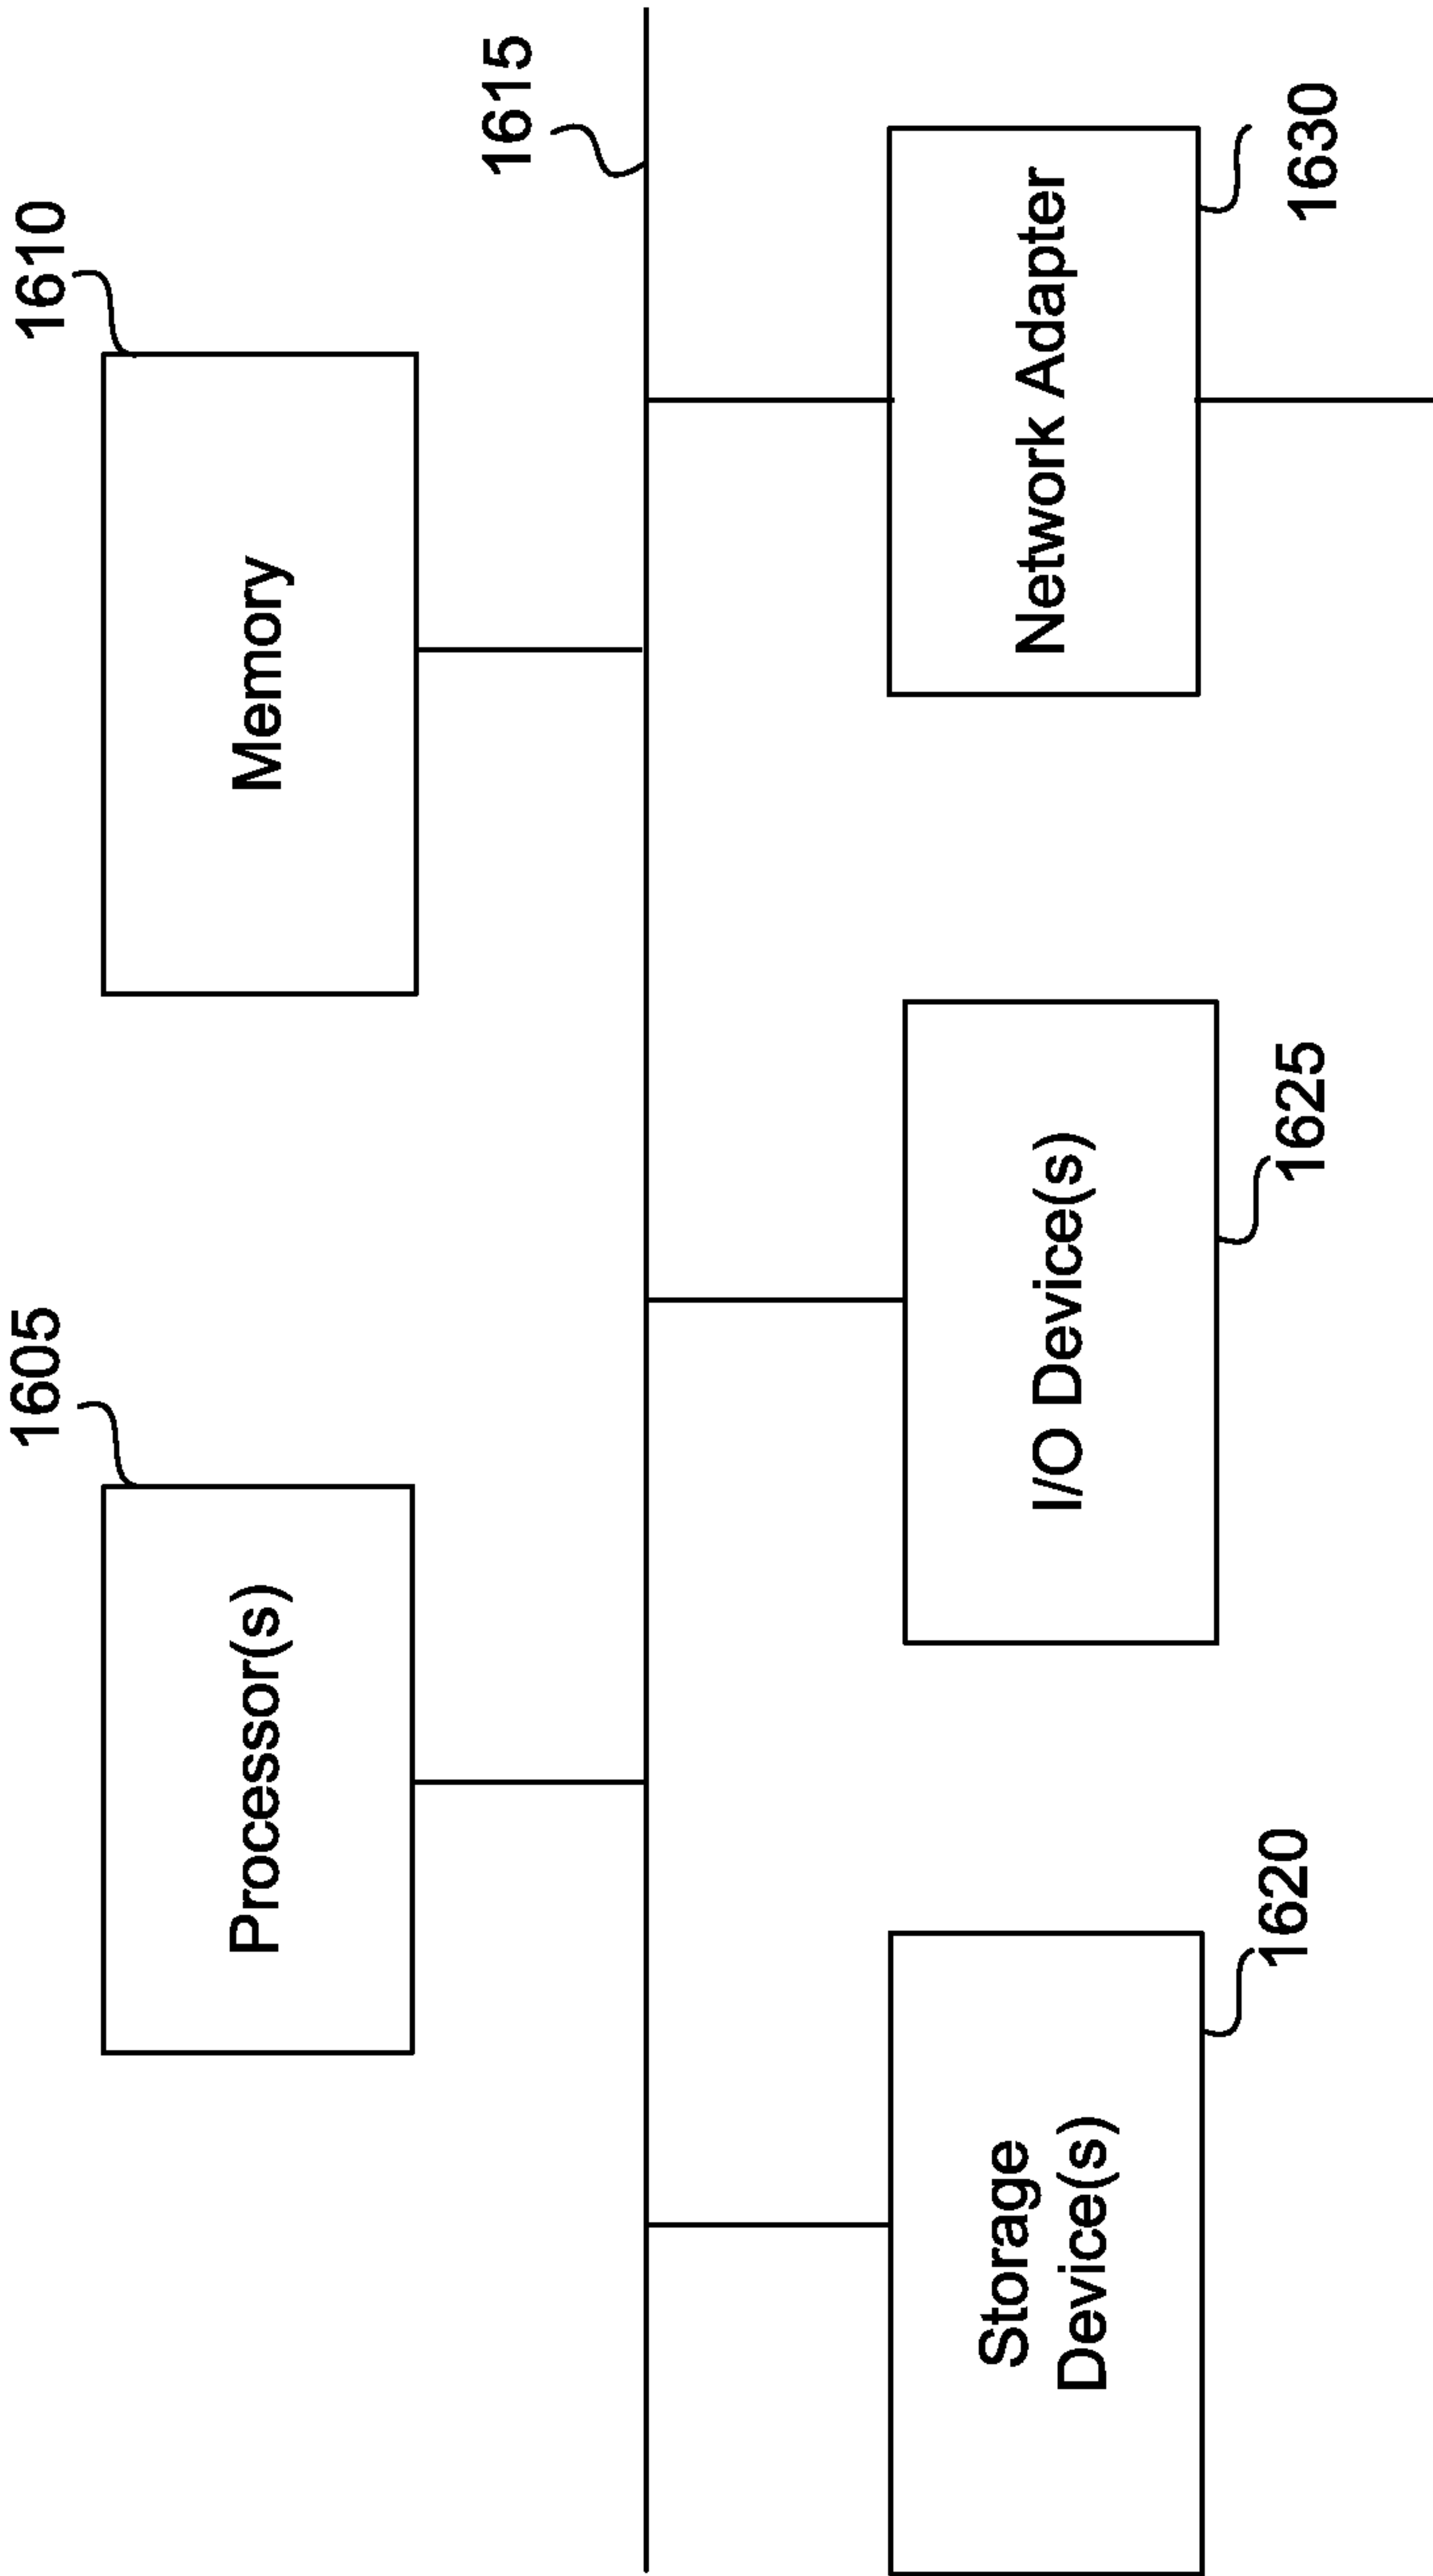 1605
1610
Processor(s)
Memory
1615
Storage
Device(s)
I/O Device(s)
Network Adapter
1620
1625
1630